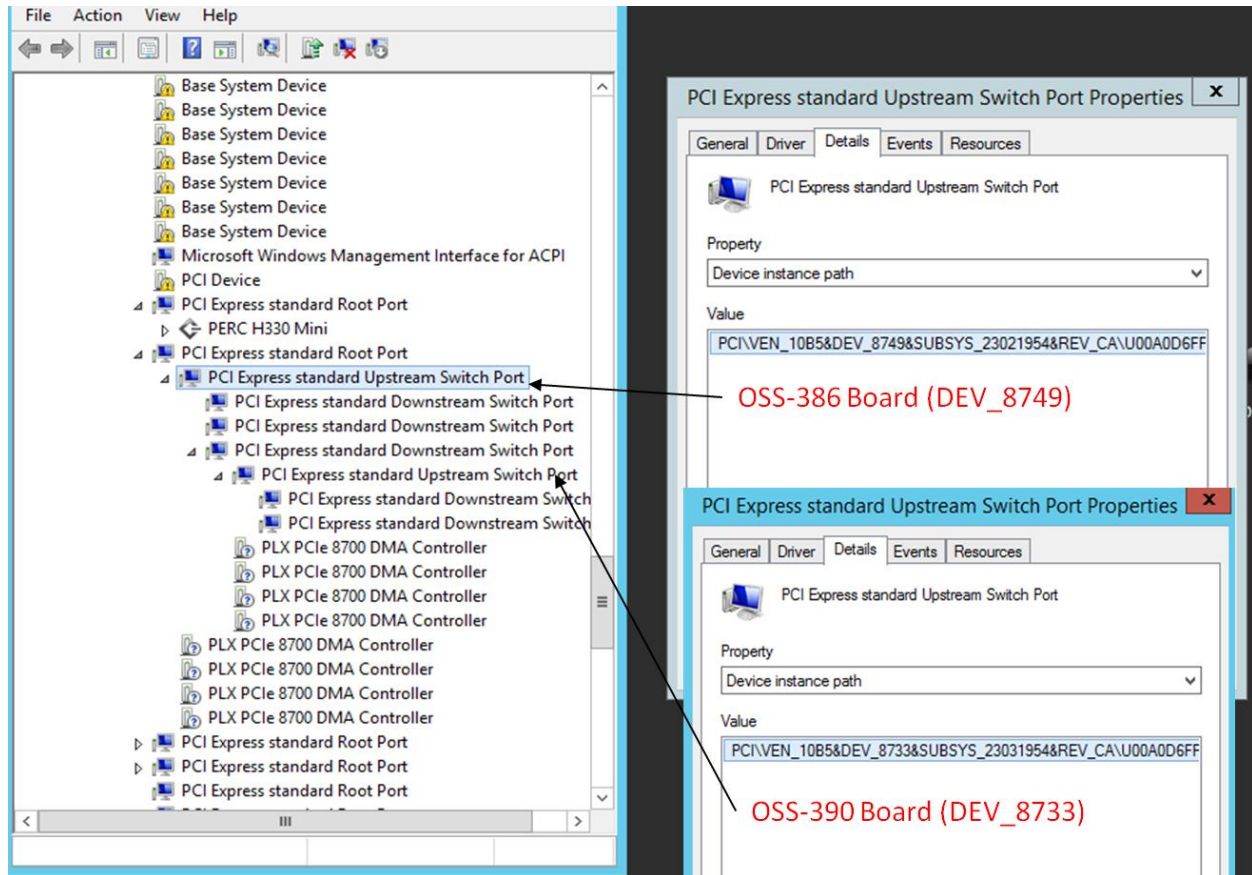 File Action View Help
Base System Device
Base System Device
Base System Device
Base System Device
Base System Device
Base System Device
Base System Device
Microsoft Windows Management Interface for ACPI
PCI Device
PCI Express standard Root Port
PERC H330 Mini
PCI Express standard Root Port
PCI Express standard Upstream Switch Port
PCI Express standard Downstream Switch Port
PCI Express standard Downstream Switch Port
PCI Express standard Downstream Switch Port
PCI Express standard Upstream Switch Port
PCI Express standard Downstream Switch
PCI Express standard Downstream Switch
PLX PCIe 8700 DMA Controller
PLX PCIe 8700 DMA Controller
PLX PCIe 8700 DMA Controller
PLX PCIe 8700 DMA Controller
PLX PCIe 8700 DMA Controller
PLX PCIe 8700 DMA Controller
PLX PCIe 8700 DMA Controller
PLX PCIe 8700 DMA Controller
PCI Express standard Root Port
PCI Express standard Root Port
PCI Express standard Root Port
PCI Express standard Upstream Switch Port Properties x
General Driver Details Events Resources
PCI Express standard Upstream Switch Port
Property
Device instance path
Value
PCI\VEN_10B5&DEV_8749&SUBSYS_23021954&REV_CA\U00A0D6FF
OSS-386 Board (DEV_8749)
PCI Express standard Upstream Switch Port Properties x
General Driver Details Events Resources
PCI Express standard Upstream Switch Port
Property
Device instance path
Value
PCI\VEN_10B5&DEV_8733&SUBSYS_23031954&REV_CA\U00A0D6FF
OSS-390 Board (DEV_8733)